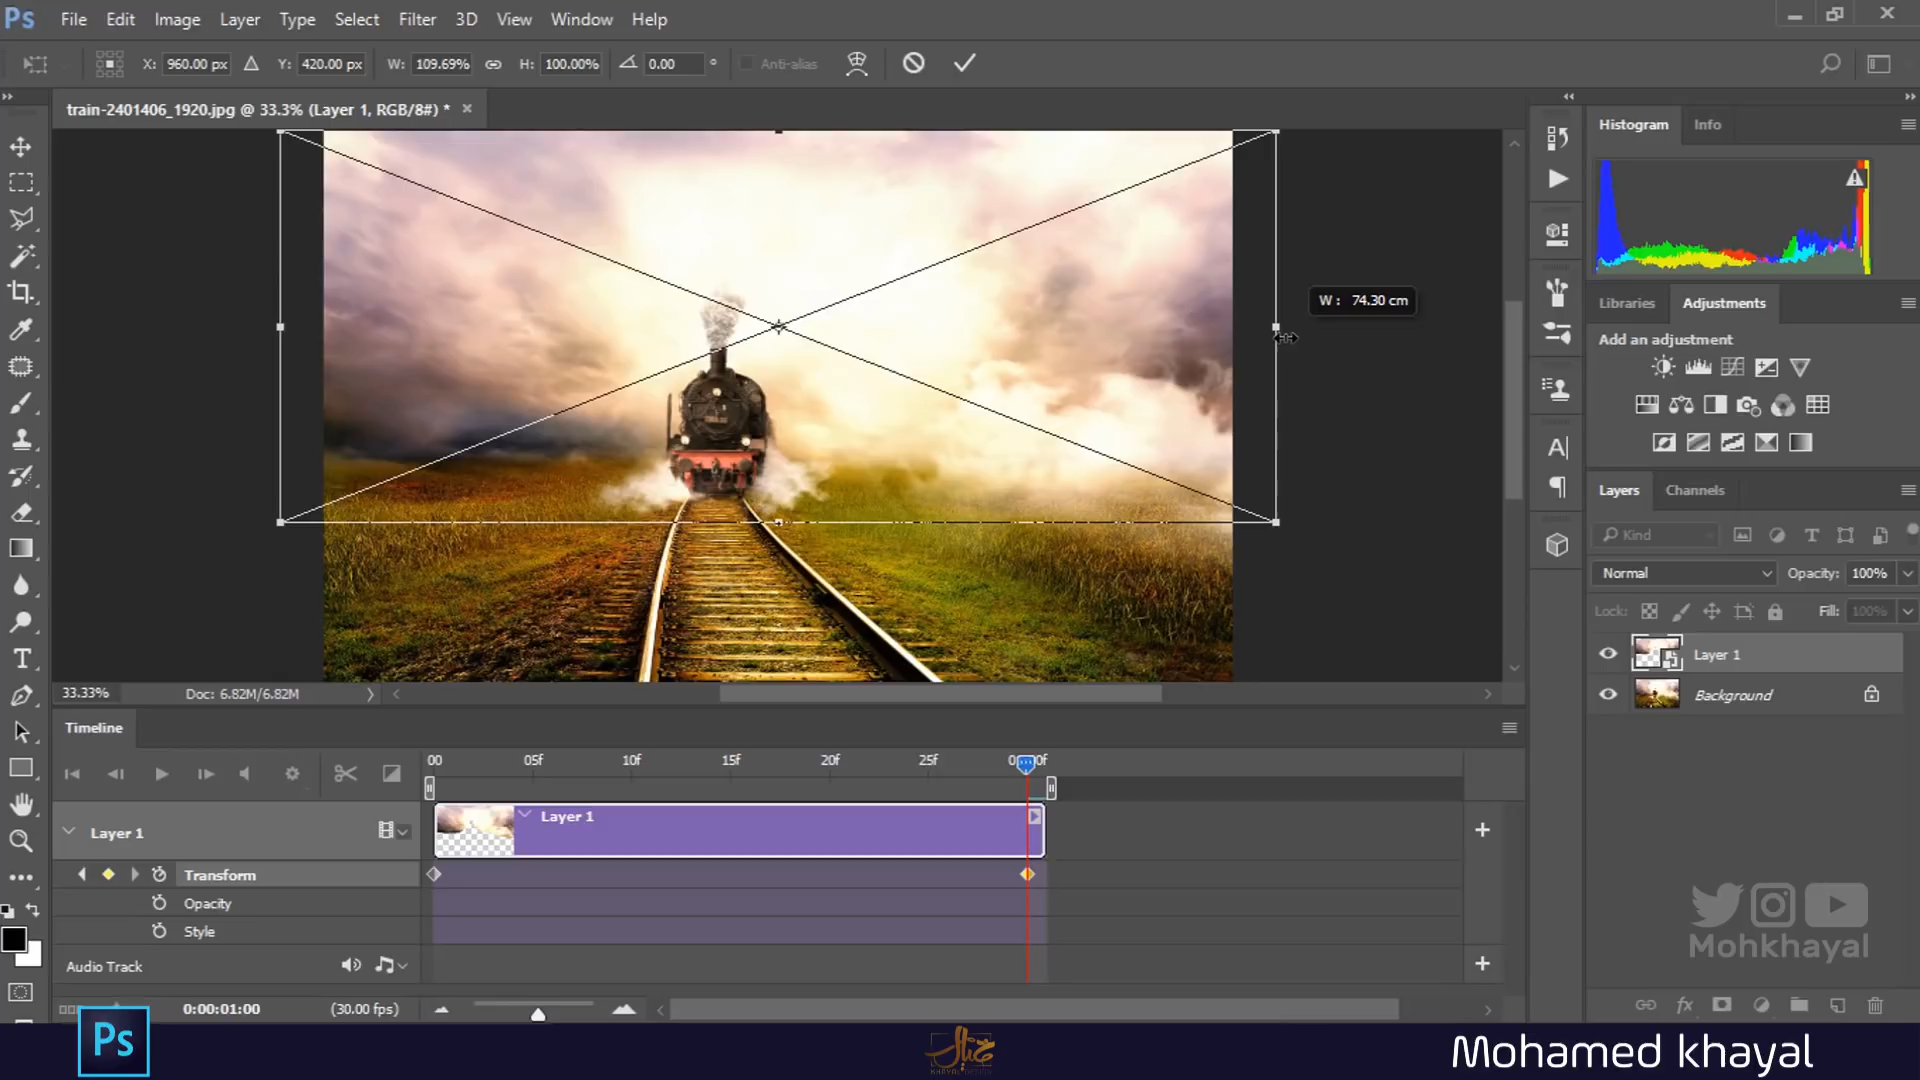 Ps File Edit Image Layer Type Select Filter 3D View Window Help
X: 960.00 px Y: 420.00 px W: 109.69% H: 100.00% 0.00 ° Anti-alias
train-2401406_1920.jpg @ 33.3% (Layer 1, RGB/8#) *
Histogram Info
W : 74.30 cm
Libraries Adjustments
Add an adjustment
Layers Channels
Kind
Normal Opacity: 100%
Lock: Fill: 100%
Layer 1
Background
33.33% Doc: 6.82M/6.82M
Timeline
00 05f 10f 15f 20f 25f
Layer 1
Layer 1
Transform
Opacity
Style
Audio Track
0:00:01:00 (30.00 fps)
Mohkhayal
Ps
خيال
Mohamed khayal